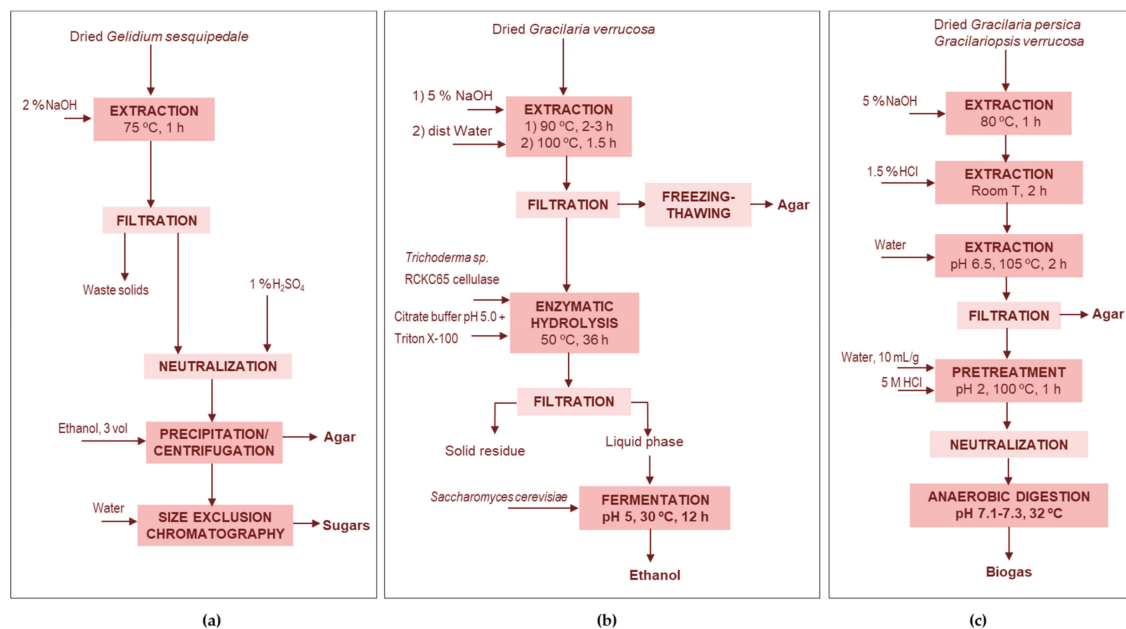 Dried Gelidium sesquipedale
2 % NaOH
EXTRACTION
75 ºC, 1 h
FILTRATION
Waste solids
1 % H₂SO₄
NEUTRALIZATION
Ethanol, 3 vol
PRECIPITATION/
CENTRIFUGATION
Agar
Water
SIZE EXCLUSION
CHROMATOGRAPHY
Sugars
(a)
Dried Gracilaria verrucosa
1) 5 % NaOH
2) dist Water
EXTRACTION
1) 90 ºC, 2-3 h
2) 100 ºC, 1.5 h
FILTRATION
FREEZING-
THAWING
Agar
Trichoderma sp.
RCKC65 cellulase
Citrate buffer pH 5.0 +
Triton X-100
ENZYMATIC
HYDROLYSIS
50 ºC, 36 h
FILTRATION
Solid residue
Liquid phase
Saccharomyces cerevisiae
FERMENTATION
pH 5, 30 ºC, 12 h
Ethanol
(b)
Dried Gracilaria persica
Gracilariopsis verrucosa
5 % NaOH
EXTRACTION
80 ºC, 1 h
1.5 % HCl
EXTRACTION
Room T, 2 h
Water
EXTRACTION
pH 6.5, 105 ºC, 2 h
FILTRATION
Agar
Water, 10 mL/g
5 M HCl
PRETREATMENT
pH 2, 100 ºC, 1 h
NEUTRALIZATION
ANAEROBIC DIGESTION
pH 7.1-7.3, 32 ºC
Biogas
(c)